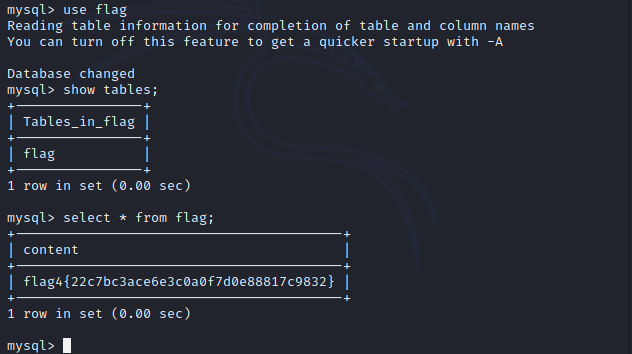 mysql> use flag
Reading table information for completion of table and column names
You can turn off this feature to get a quicker startup with -A
Database changed
mysql> show tables;
+----------------+
| Tables_in_flag |
+----------------+
| flag           |
+----------------+
1 row in set (0.00 sec)
mysql> select * from flag;
+-----------------------------------------+
| content                                 |
+-----------------------------------------+
| flag4{22c7bc3ace6e3c0a0f7d0e88817c9832} |
+-----------------------------------------+
1 row in set (0.00 sec)
mysql>